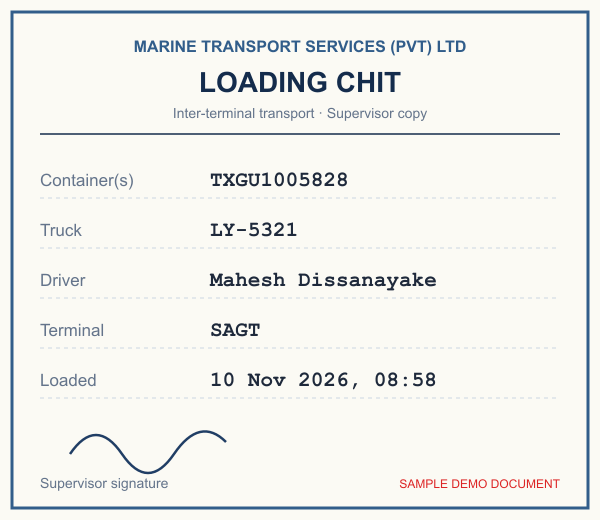 MARINE TRANSPORT SERVICES (PVT) LTD
LOADING CHIT
Inter-terminal transport · Supervisor copy
Container(s) TXGU1005828
Truck LY-5321
Driver Mahesh Dissanayake
Terminal SAGT
Loaded 10 Nov 2026, 08:58
Supervisor signature SAMPLE DEMO DOCUMENT